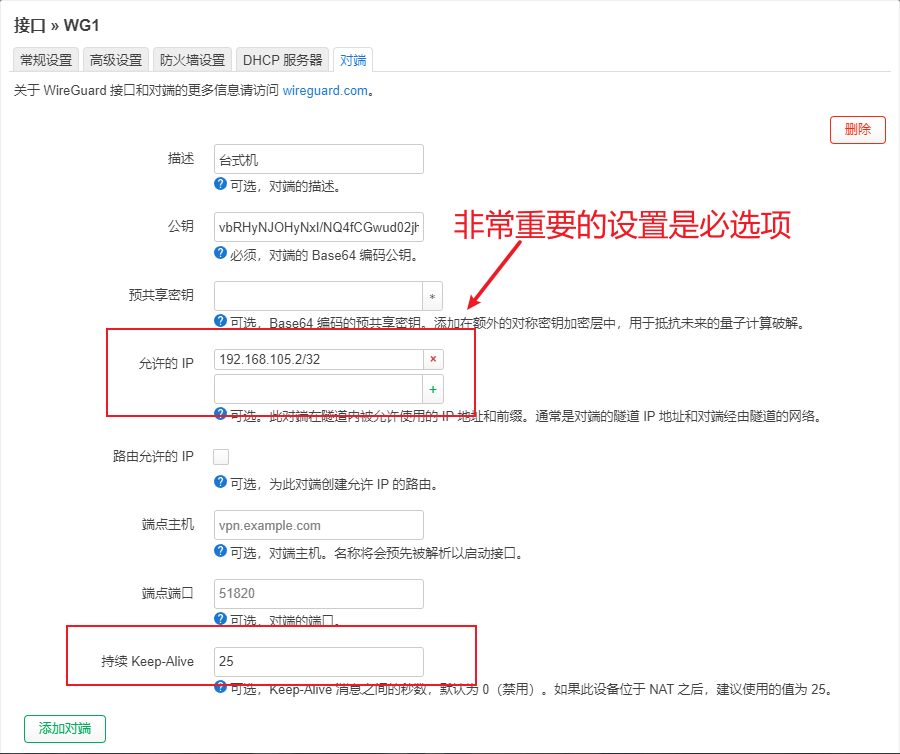 接口 » WG1
常规设置 高级设置 防火墙设置 DHCP 服务器 对端
关于 WireGuard 接口和对端的更多信息请访问 wireguard.com。
删除
描述 台式机
可选，对端的描述。
公钥 vbRHyNJOHyNxI/NQ4fCGwud02jh
必须，对端的 Base64 编码公钥。
非常重要的设置是必选项
预共享密钥 *
可选，Base64 编码的预共享密钥。添加在额外的对称密钥加密层中，用于抵抗未来的量子计算破解。
允许的 IP 192.168.105.2/32 ×
+
可选。此对端在隧道内被允许使用的 IP 地址和前缀。通常是对端的隧道 IP 地址和对端经由隧道的网络。
路由允许的 IP
可选，为此对端创建允许 IP 的路由。
端点主机 vpn.example.com
可选，对端主机。名称将会预先被解析以启动接口。
端点端口 51820
可选，对端的端口。
持续 Keep-Alive 25
可选，Keep-Alive 消息之间的秒数，默认为 0（禁用）。如果此设备位于 NAT 之后，建议使用的值为 25。
添加对端